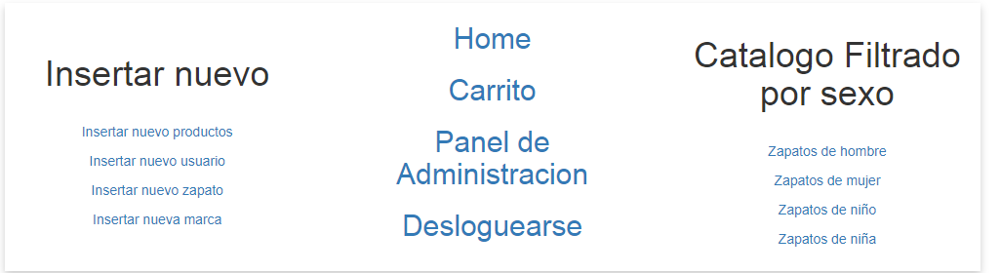 Insertar nuevo
Insertar nuevo productos
Insertar nuevo usuario
Insertar nuevo zapato
Insertar nueva marca
Home
Carrito
Panel de
Administracion
Desloguearse
Catalogo Filtrado
por sexo
Zapatos de hombre
Zapatos de mujer
Zapatos de niño
Zapatos de niña